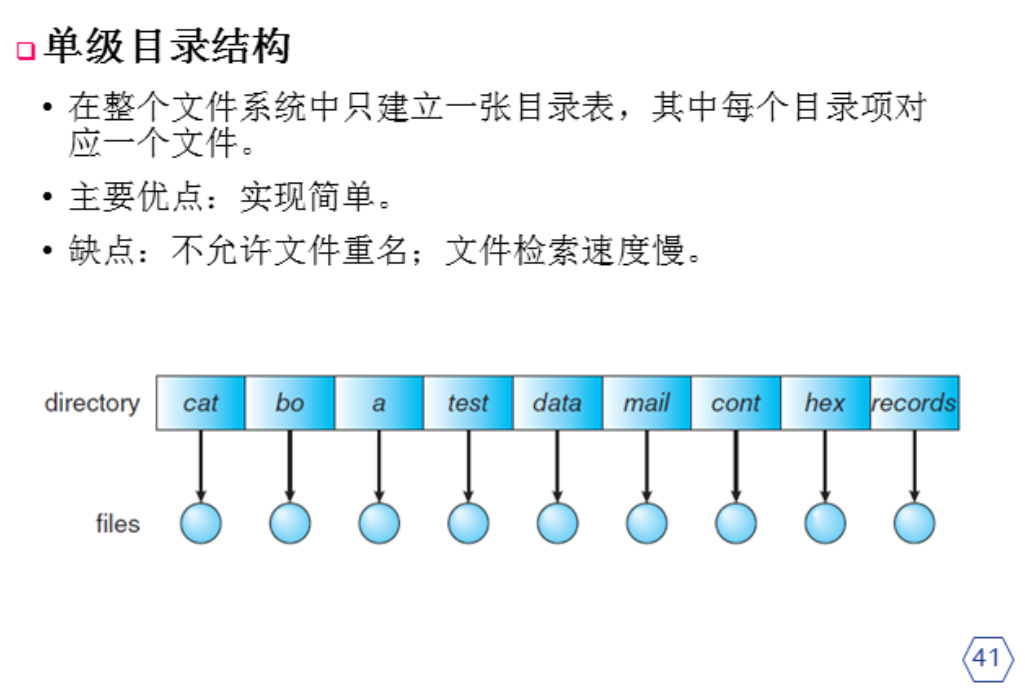 单级目录结构
• 在整个文件系统中只建立一张目录表，其中每个目录项对
应一个文件。
• 主要优点：实现简单。
• 缺点：不允许文件重名；文件检索速度慢。
directory cat bo a test data mail cont hex records
files
41